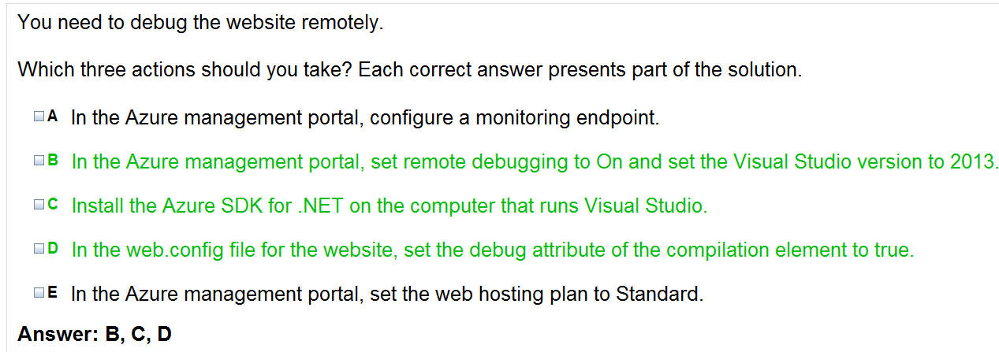 You need to debug the website remotely.
Which three actions should you take? Each correct answer presents part of the solution.
A In the Azure management portal, configure a monitoring endpoint.
B In the Azure management portal, set remote debugging to On and set the Visual Studio version to 2013.
C Install the Azure SDK for .NET on the computer that runs Visual Studio.
D In the web.config file for the website, set the debug attribute of the compilation element to true.
E In the Azure management portal, set the web hosting plan to Standard.
Answer: B, C, D